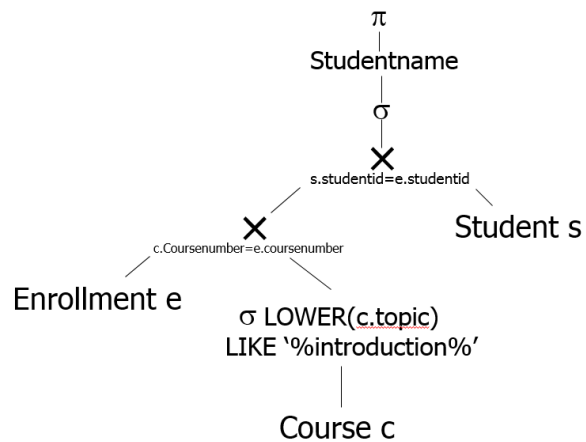 π
Studentname
σ
×
s.studentid=e.studentid
Student s
×
c.Coursenumber=e.coursenumber
Enrollment e
σ LOWER(c.topic)
LIKE ‘%introduction%’
Course c